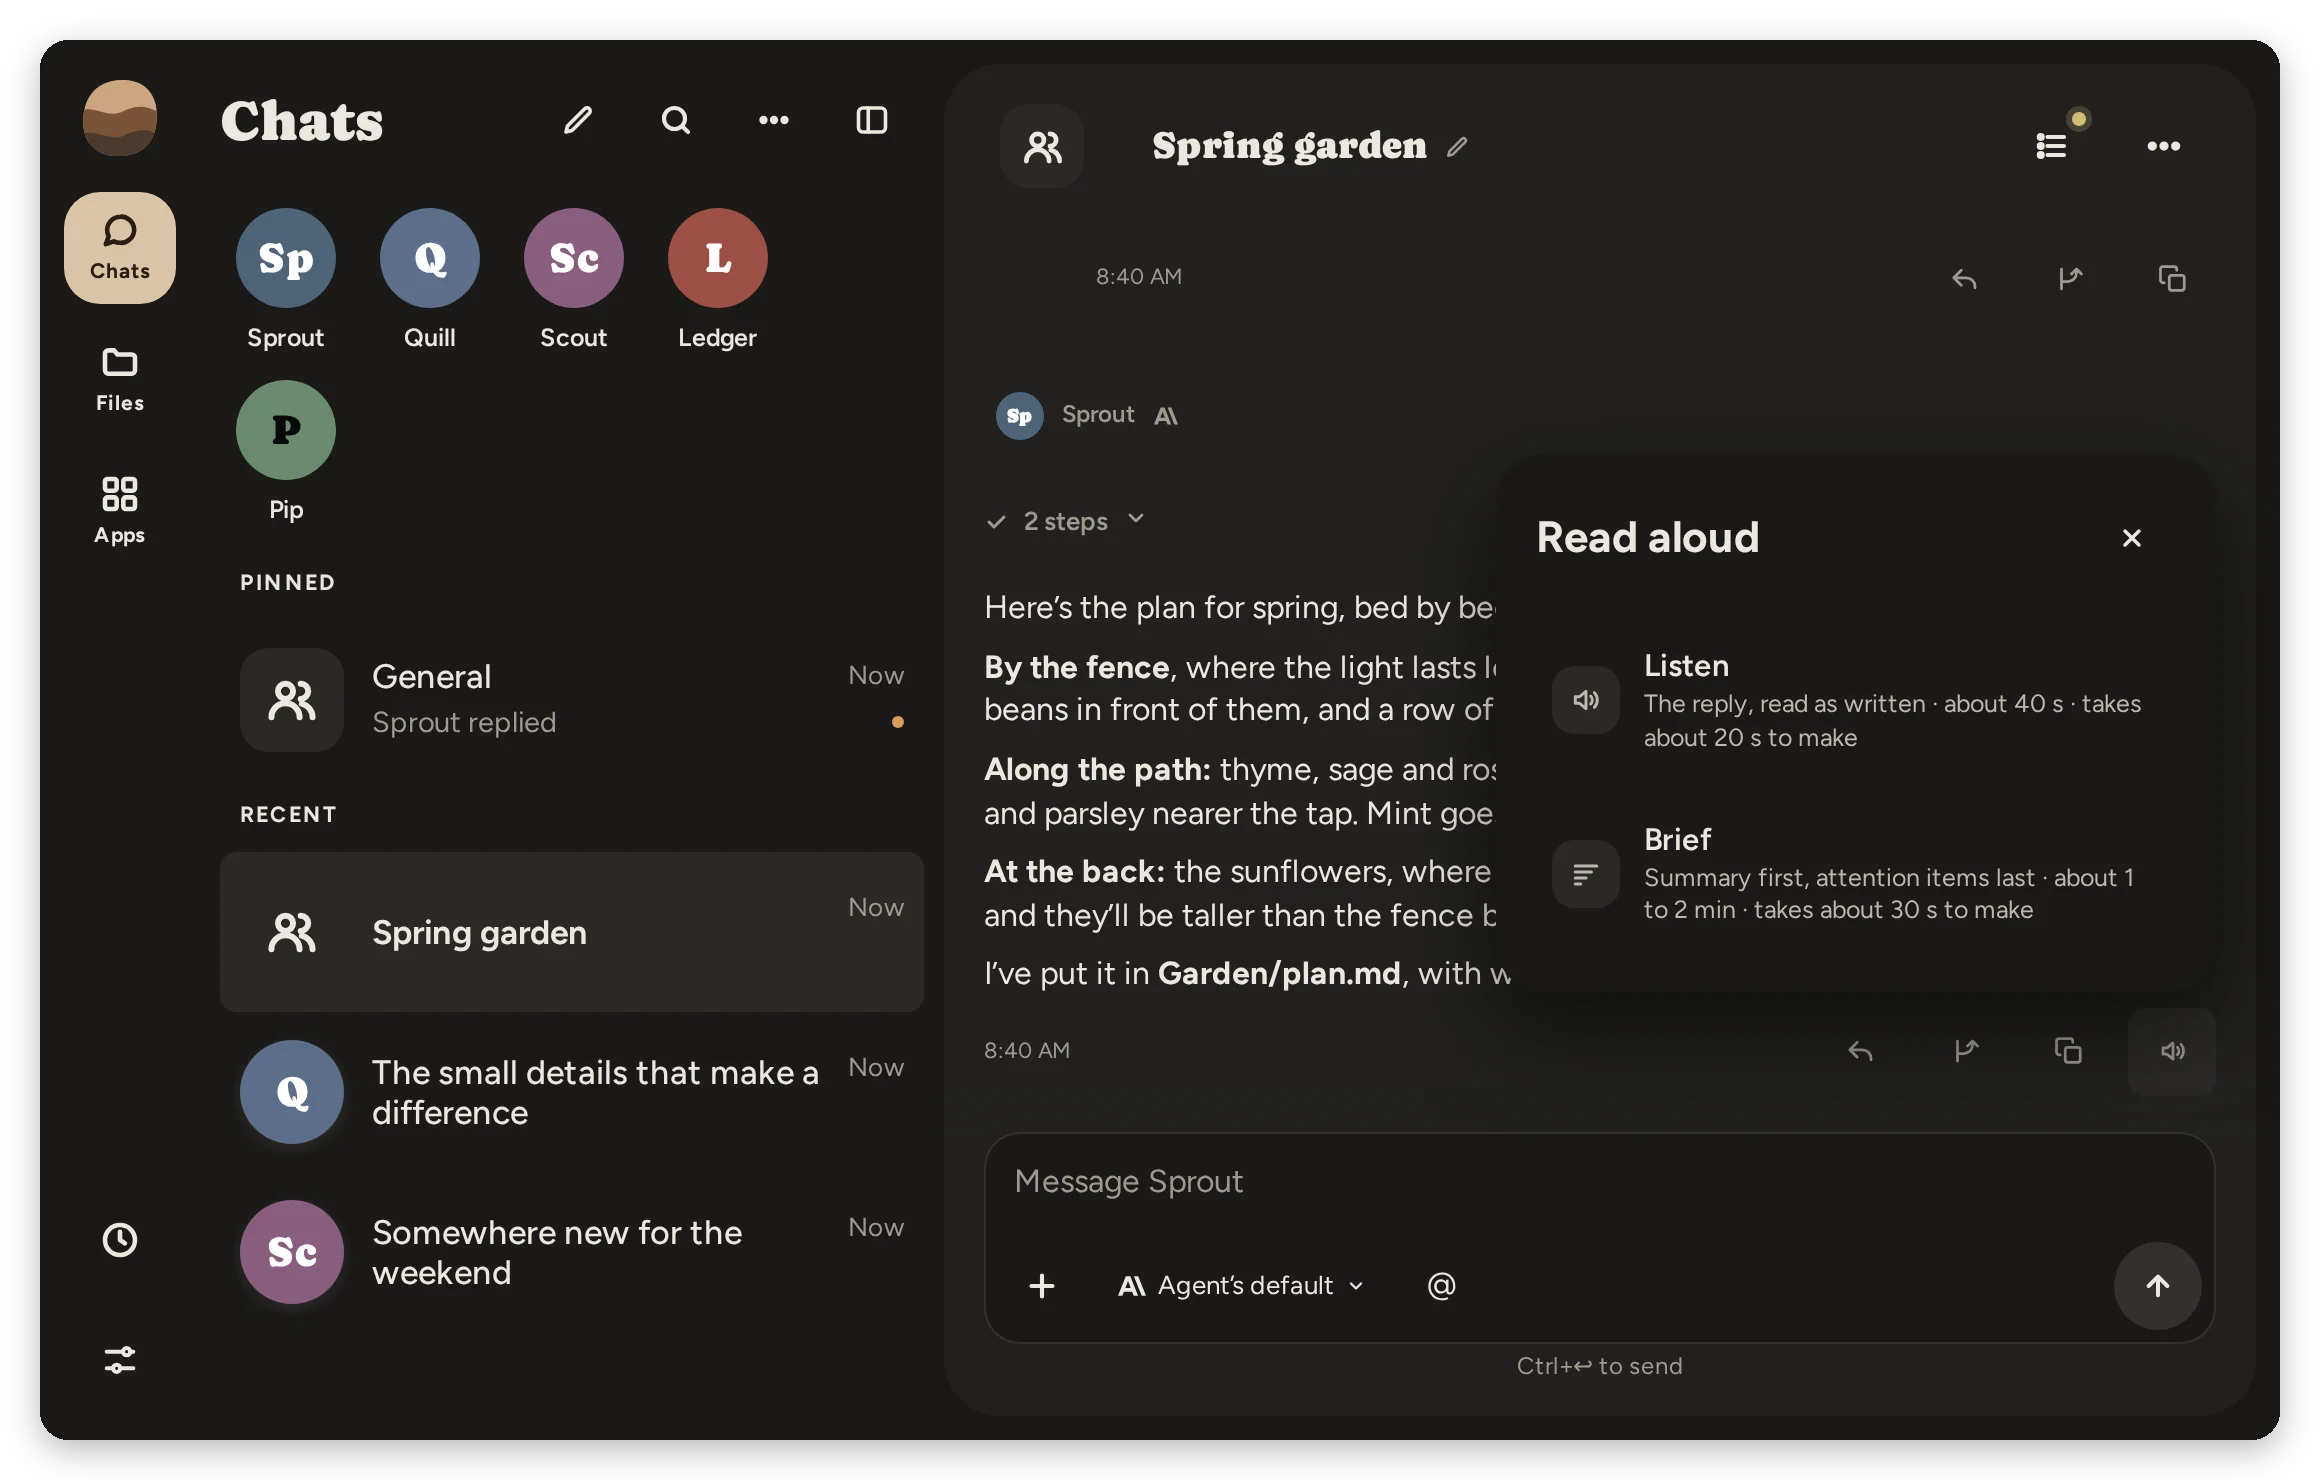 Chats
Chats
Files
Apps
Sp
Q
Sc
L
Sprout
Quill
Scout
Ledger
P
Pip
PINNED
General
Now
Sprout replied
RECENT
Spring garden
Now
Q
The small details that make a
difference
Now
Sc
Somewhere new for the
weekend
Now
Spring garden
8:40 AM
Sp
Sprout
2 steps
Here’s the plan for spring, bed by
By the fence, where the light lasts
beans in front of them, and a row of
Along the path: thyme, sage and
and parsley nearer the tap. Mint
At the back: the sunflowers, where
and they’ll be taller than the fence
I’ve put it in Garden/plan.md, with
8:40 AM
Read aloud
Listen
The reply, read as written · about 40 s · takes
about 20 s to make
Brief
Summary first, attention items last · about 1
to 2 min · takes about 30 s to make
Message Sprout
Agent’s default
@
Ctrl+↩ to send